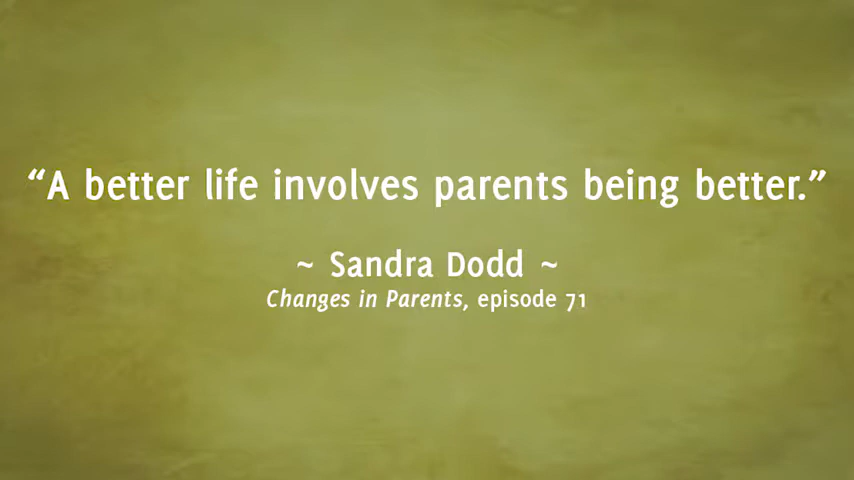 “A better life involves parents being better.”
~ Sandra Dodd ~
Changes in Parents, episode 71